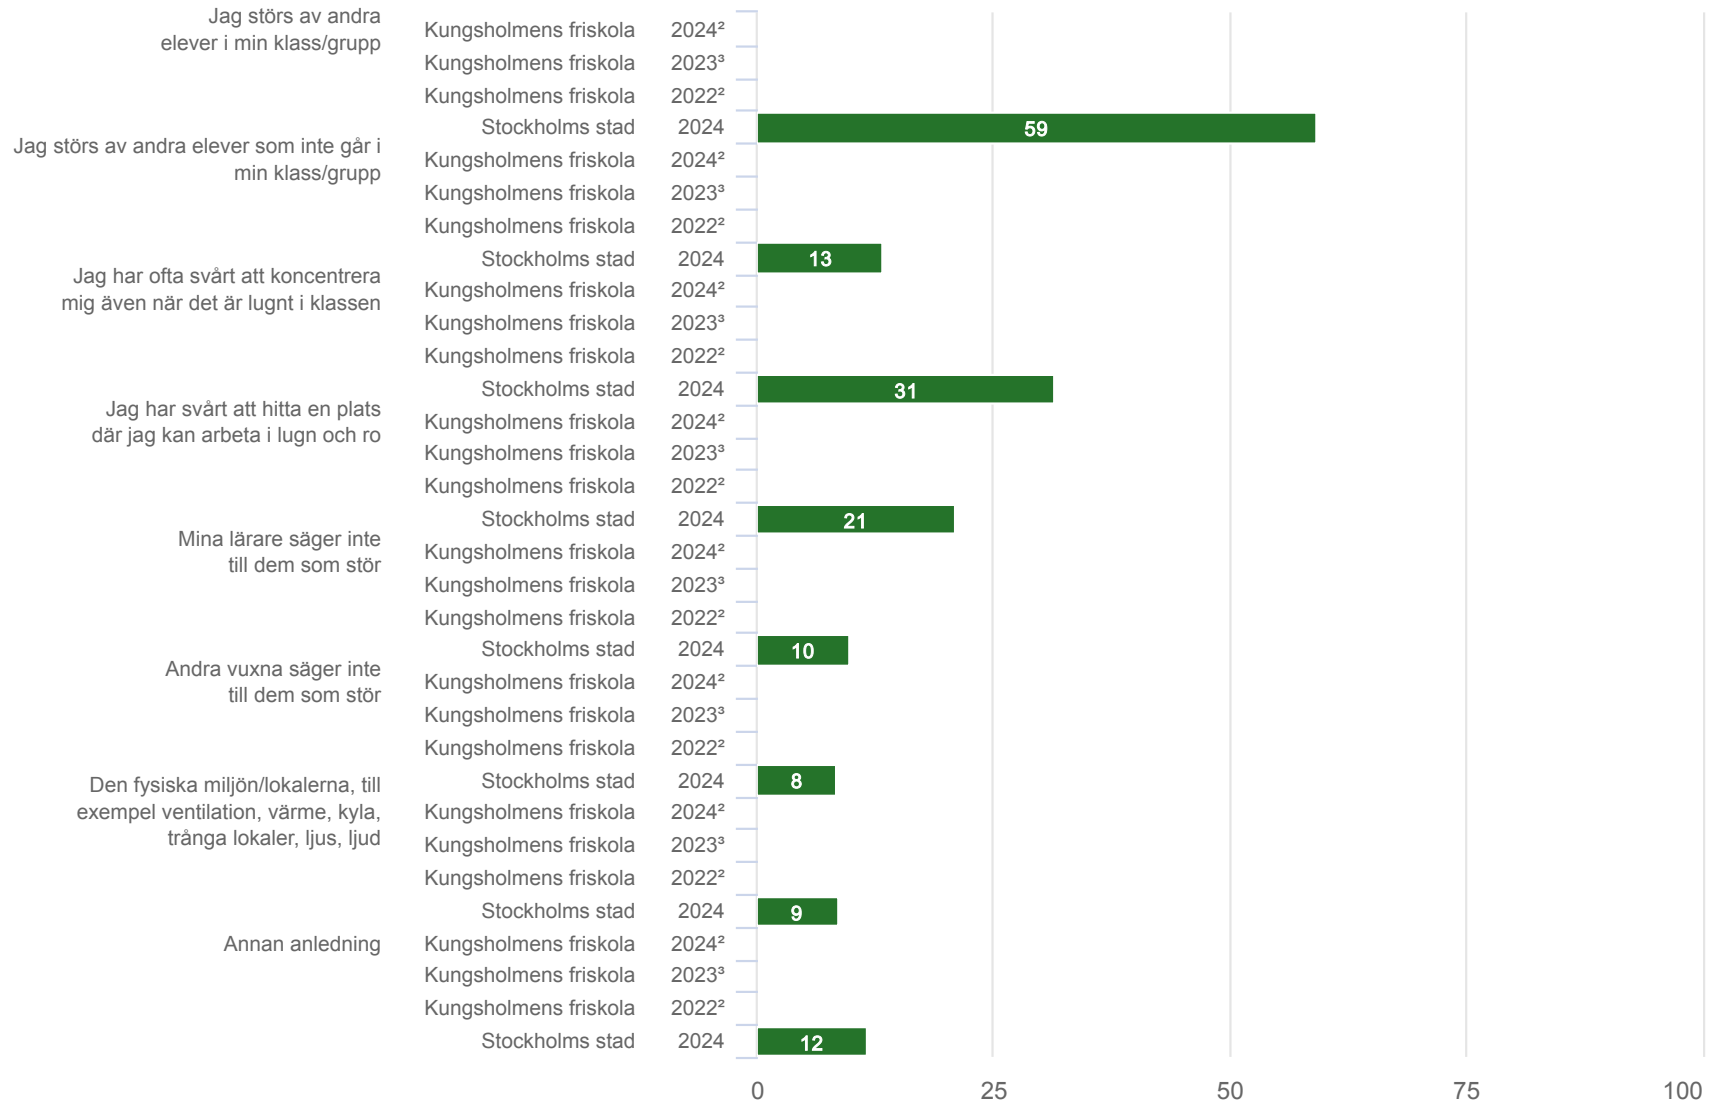 Jag störs av andra
elever i min klass/grupp
Kungsholmens friskola 2024²
Kungsholmens friskola 2023³
Kungsholmens friskola 2022²
Stockholms stad 2024 59
Jag störs av andra elever som inte går i
min klass/grupp
Kungsholmens friskola 2024²
Kungsholmens friskola 2023³
Kungsholmens friskola 2022²
Stockholms stad 2024 13
Jag har ofta svårt att koncentrera
mig även när det är lugnt i klassen
Kungsholmens friskola 2024²
Kungsholmens friskola 2023³
Kungsholmens friskola 2022²
Stockholms stad 2024 31
Jag har svårt att hitta en plats
där jag kan arbeta i lugn och ro
Kungsholmens friskola 2024²
Kungsholmens friskola 2023³
Kungsholmens friskola 2022²
Stockholms stad 2024 21
Mina lärare säger inte
till dem som stör
Kungsholmens friskola 2024²
Kungsholmens friskola 2023³
Kungsholmens friskola 2022²
Stockholms stad 2024 10
Andra vuxna säger inte
till dem som stör
Kungsholmens friskola 2024²
Kungsholmens friskola 2023³
Kungsholmens friskola 2022²
Stockholms stad 2024 8
Den fysiska miljön/lokalerna, till
exempel ventilation, värme, kyla,
trånga lokaler, ljus, ljud
Kungsholmens friskola 2024²
Kungsholmens friskola 2023³
Kungsholmens friskola 2022²
Stockholms stad 2024 9
Annan anledning
Kungsholmens friskola 2024²
Kungsholmens friskola 2023³
Kungsholmens friskola 2022²
Stockholms stad 2024 12
0 25 50 75 100